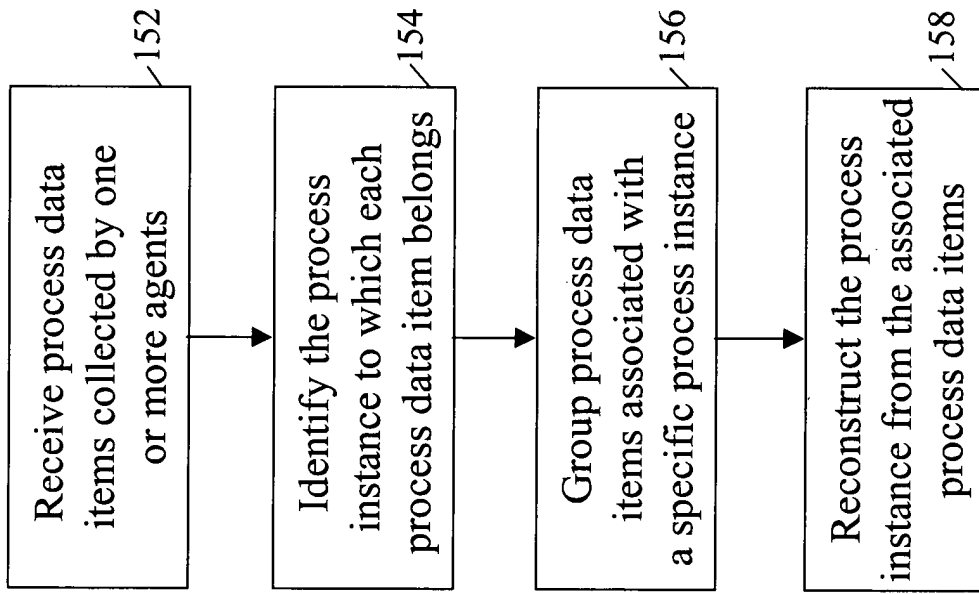 Receive process data
items collected by one
or more agents
152
Identify the process
instance to which each
process data item belongs
154
Group process data
items associated with
a specific process instance
156
Reconstruct the process
instance from the associated
process data items
158